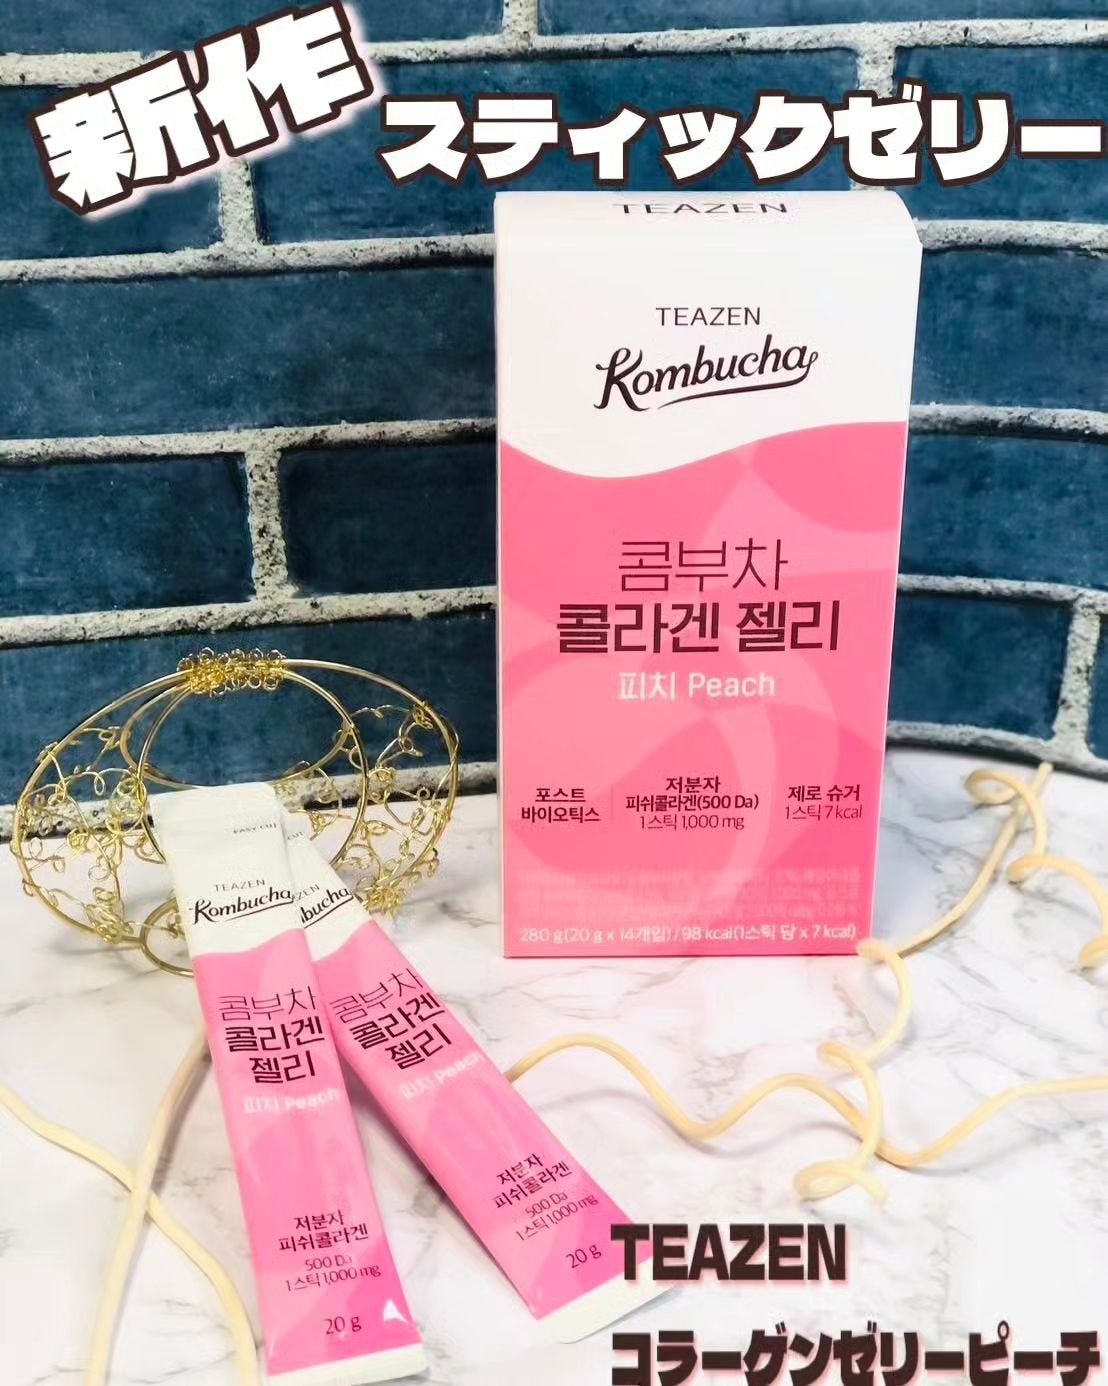 新作
スティックゼリー
TEAZEN
TEAZEN
Kombucha
콤부차
콜라겐 젤리
피치 Peach
포스트
바이오틱스
저분자
피쉬콜라겐(500 Da)
1스틱 1,000 mg
제로 슈거
1스틱 7 kcal
280 g(20 g x 14개입) / 98 kcal(1스틱 당 x 7 kcal)
EASY CUT
TEAZEN
Kombucha
콤부차
콜라겐
젤리
피치 Peach
저분자
피쉬콜라겐
500 Da
1스틱 1,000 mg
20 g
CUT
ZEN
bucha
콤부차
콜라겐
젤리
피치 Peach
저분자
피쉬콜라겐
500 Da
1스틱 1,000 mg
20 g
TEAZEN
コラーゲンゼリーピーチ